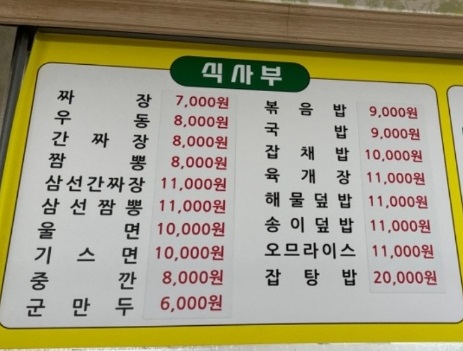 식사부
짜장 7,000원
우동 8,000원
간짜장 8,000원
짬뽕 8,000원
삼선간짜장 11,000원
삼선짬뽕 11,000원
울면 10,000원
기스면 10,000원
중깐 8,000원
군만두 6,000원
볶음밥 9,000원
국밥 9,000원
잡채밥 10,000원
육개장 11,000원
해물덮밥 11,000원
송이덮밥 11,000원
오므라이스 11,000원
잡탕밥 20,000원